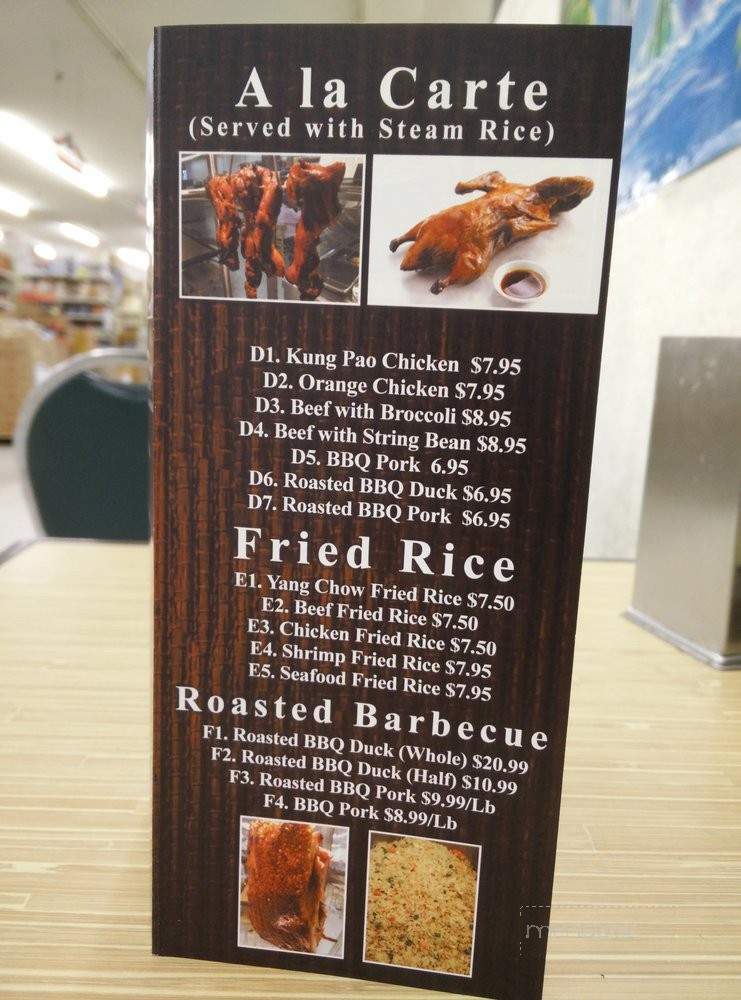 A la Carte
(Served with Steam Rice)
D1. Kung Pao Chicken $7.95
D2. Orange Chicken $7.95
D3. Beef with Broccoli $8.95
D4. Beef with String Bean $8.95
D5. BBQ Pork 6.95
D6. Roasted BBQ Duck $6.95
D7. Roasted BBQ Pork $6.95
Fried Rice
E1. Yang Chow Fried Rice $7.50
E2. Beef Fried Rice $7.50
E3. Chicken Fried Rice $7.50
E4. Shrimp Fried Rice $7.95
E5. Seafood Fried Rice $7.95
Roasted Barbecue
F1. Roasted BBQ Duck (Whole) $20.99
F2. Roasted BBQ Duck (Half) $10.99
F3. Roasted BBQ Pork $9.99/Lb
F4. BBQ Pork $8.99/Lb